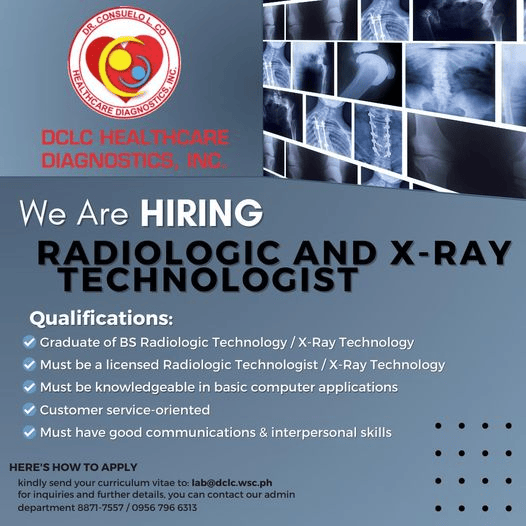 DR. CONSUELO L. CO
HEALTHCARE DIAGNOSTICS, INC.
DCLC HEALTHCARE
DIAGNOSTICS, INC.
We Are HIRING
RADIOLOGIC AND X-RAY
TECHNOLOGIST
Qualifications:
Graduate of BS Radiologic Technology / X-Ray Technology
Must be a licensed Radiologic Technologist / X-Ray Technology
Must be knowledgeable in basic computer applications
Customer service-oriented
Must have good communications & interpersonal skills
HERE'S HOW TO APPLY
kindly send your curriculum vitae to: lab@dclc.wsc.ph
for inquiries and further details, you can contact our admin
department 8871-7557 / 0956 796 6313